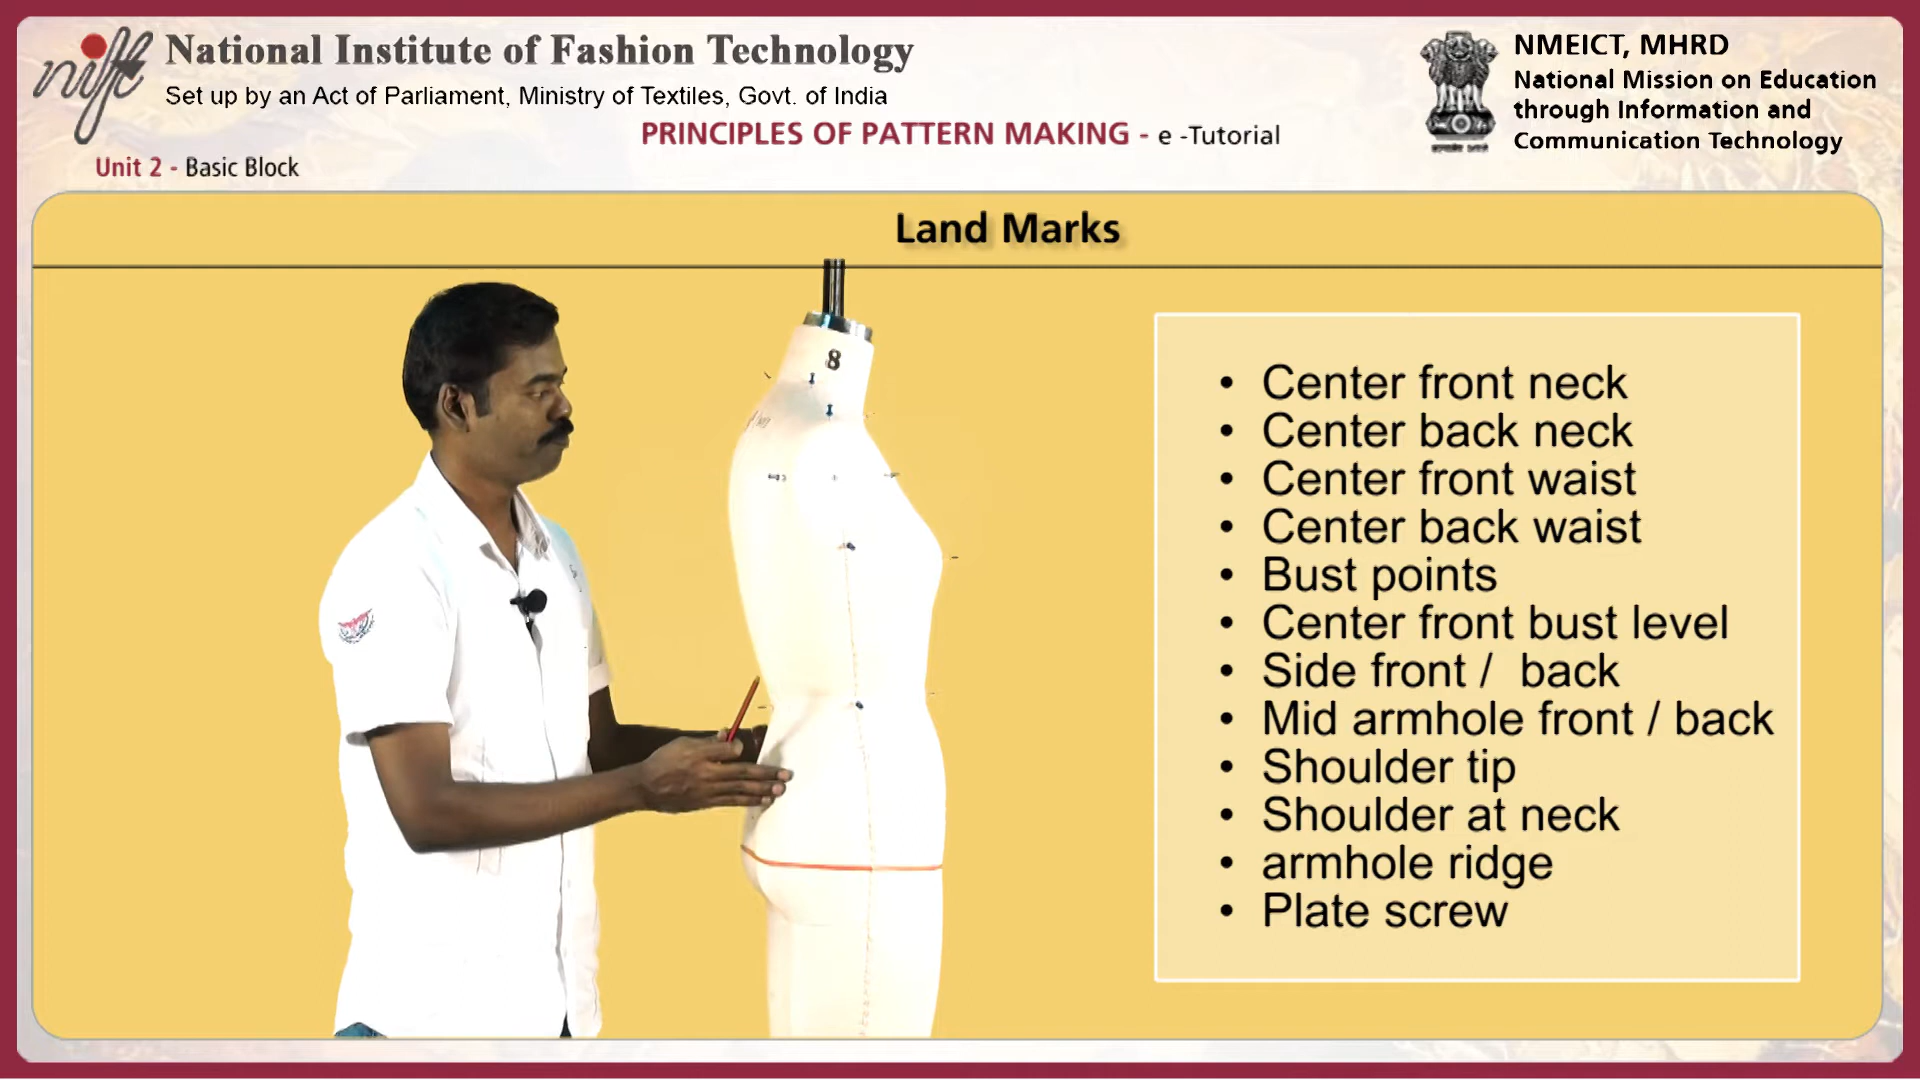 nift
National Institute of Fashion Technology
Set up by an Act of Parliament, Ministry of Textiles, Govt. of India
PRINCIPLES OF PATTERN MAKING - e -Tutorial
Unit 2 - Basic Block
NMEICT, MHRD
National Mission on Education
through Information and
Communication Technology
Land Marks
8
• Center front neck
• Center back neck
• Center front waist
• Center back waist
• Bust points
• Center front bust level
• Side front /  back
• Mid armhole front / back
• Shoulder tip
• Shoulder at neck
• armhole ridge
• Plate screw